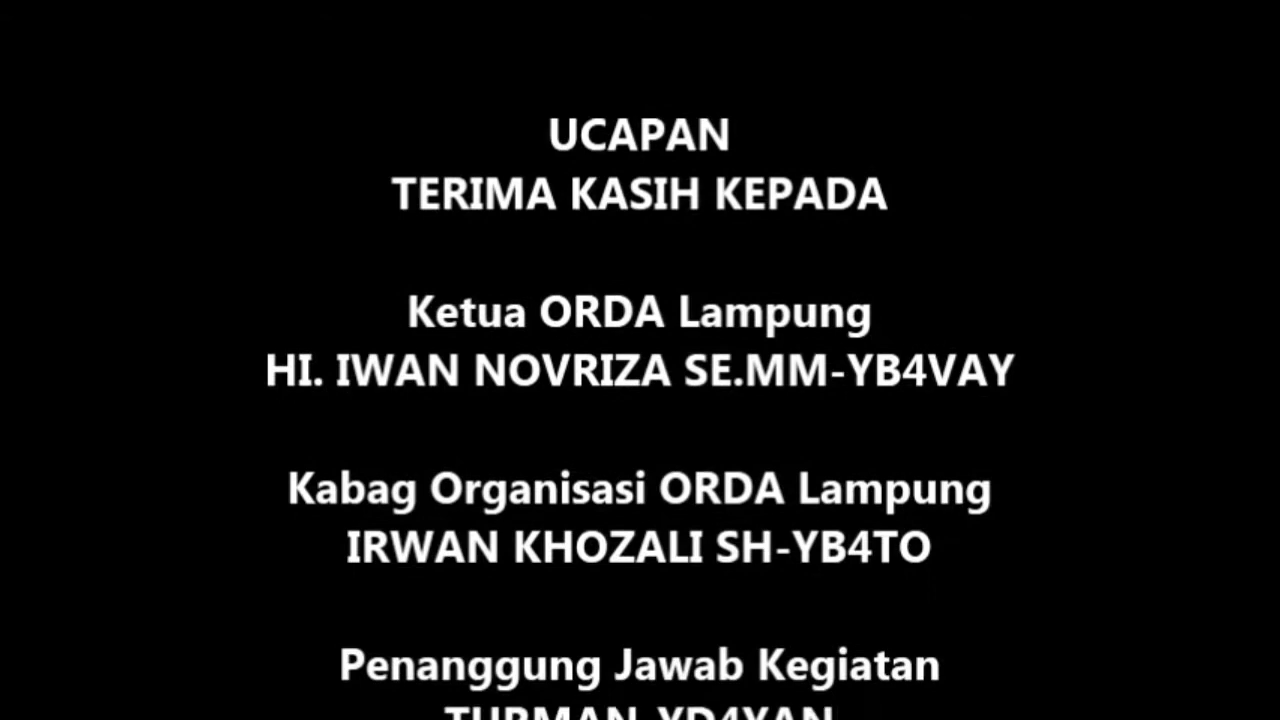 UCAPAN
TERIMA KASIH KEPADA
Ketua ORDA Lampung
HI. IWAN NOVRIZA SE.MM-YB4VAY
Kabag Organisasi ORDA Lampung
IRWAN KHOZALI SH-YB4TO
Penanggung Jawab Kegiatan